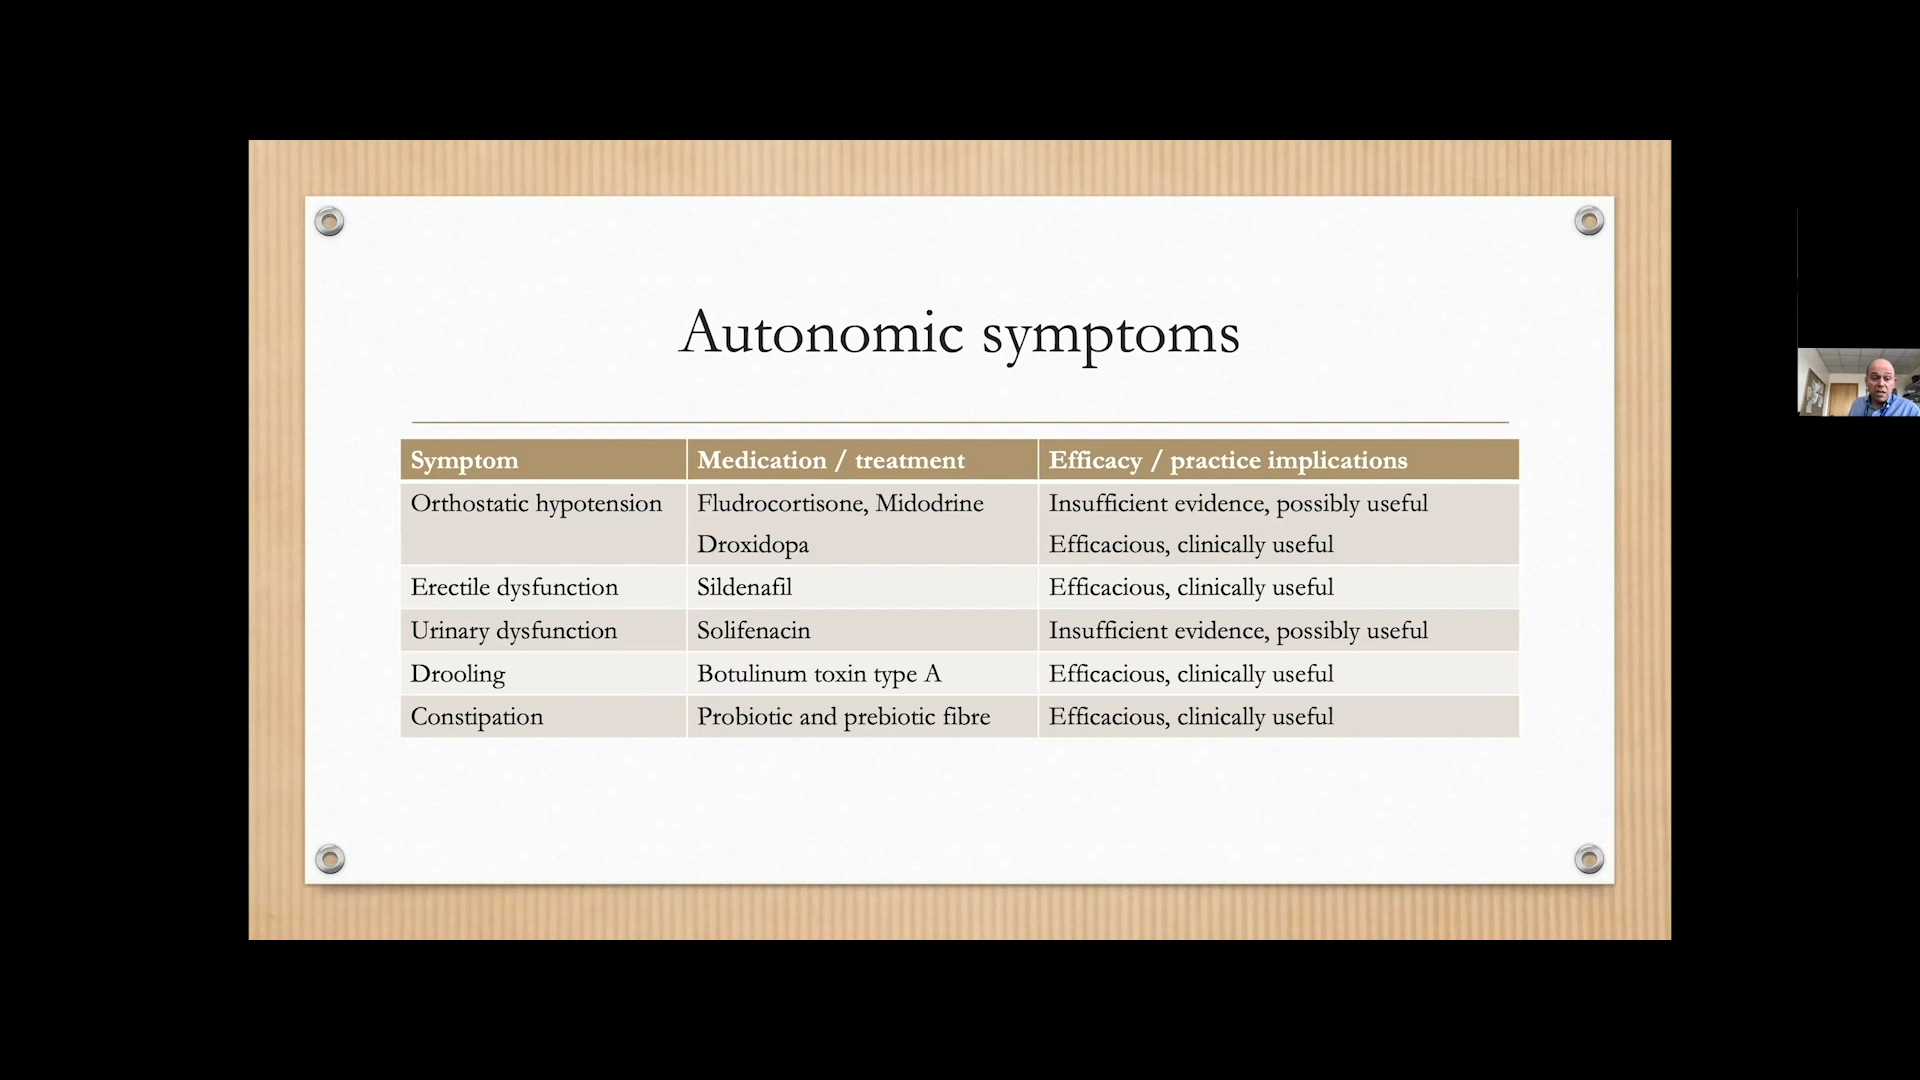 Autonomic symptoms
Symptom Medication / treatment Efficacy / practice implications
Orthostatic hypotension Fludrocortisone, Midodrine Insufficient evidence, possibly useful
Droxidopa Efficacious, clinically useful
Erectile dysfunction Sildenafil Efficacious, clinically useful
Urinary dysfunction Solifenacin Insufficient evidence, possibly useful
Drooling Botulinum toxin type A Efficacious, clinically useful
Constipation Probiotic and prebiotic fibre Efficacious, clinically useful